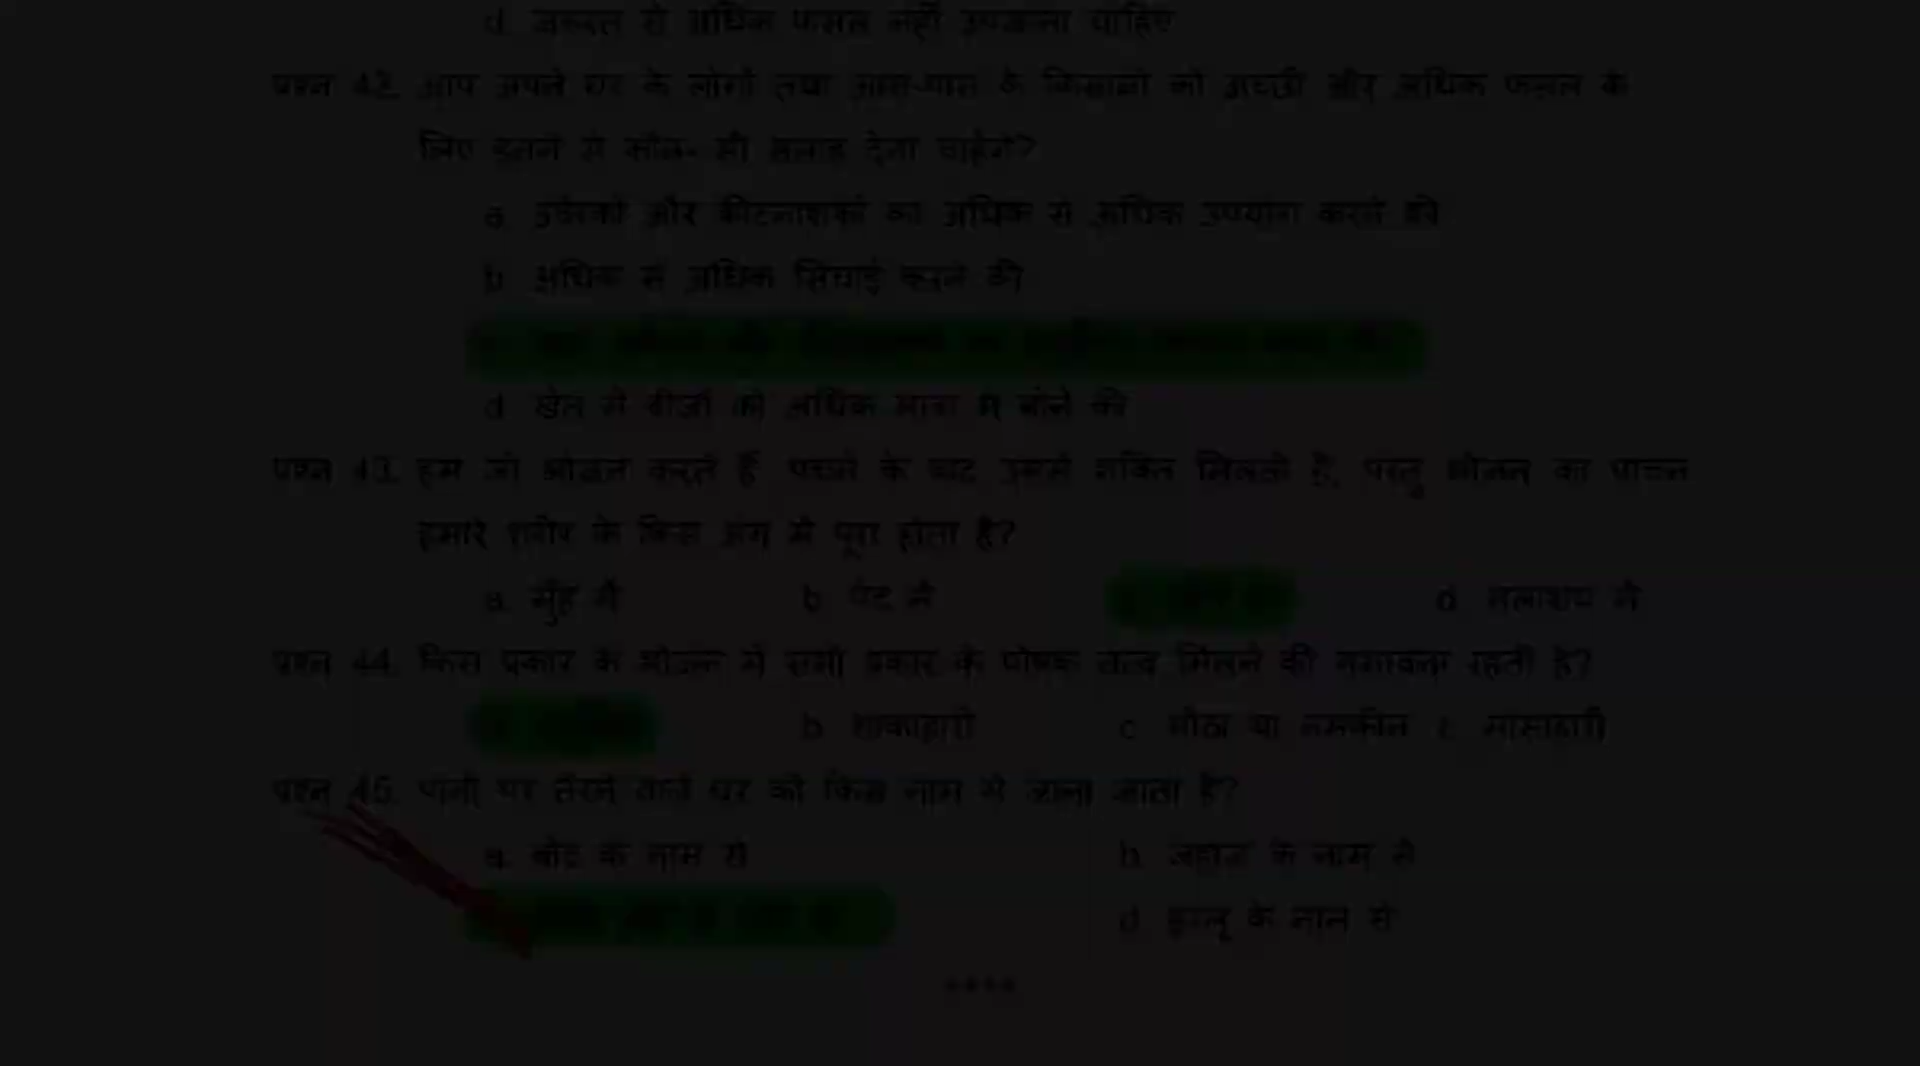 d. जरूरत से अधिक फसल नहीं उपजाना चाहिए
प्रश्न 42. आप अपने घर के लोगों तथा आस-पास के किसानों को अच्छी और अधिक फसल के
लिए इनमें से कौन- सी सलाह देना चाहेंगे?
a. उर्वरकों और कीटनाशकों का अधिक से अधिक उपयोग करने की
b. अधिक से अधिक सिंचाई करने की
d. खेत में बीजों को अधिक मात्रा में बोने की
प्रश्न 43. हम जो भोजन करते हैं पचने के बाद उससे शक्ति मिलती है, परंतु भोजन का पाचन
हमारे शरीर के किस अंग में पूरा होता है?
a. मुँह में b. पेट में d. मलाशय में
प्रश्न 44. किस प्रकार के भोजन में सभी प्रकार के पोषक तत्व मिलने की संभावना रहती है?
b. शाकाहारी c. मीठा या नमकीन मांसाहारी
प्रश्न 45. पानी पर तैरने वाले घर को किस नाम से जाना जाता है?
a. बोट के नाम से b. जहाज के नाम से
d. इग्लू के नाम से
****